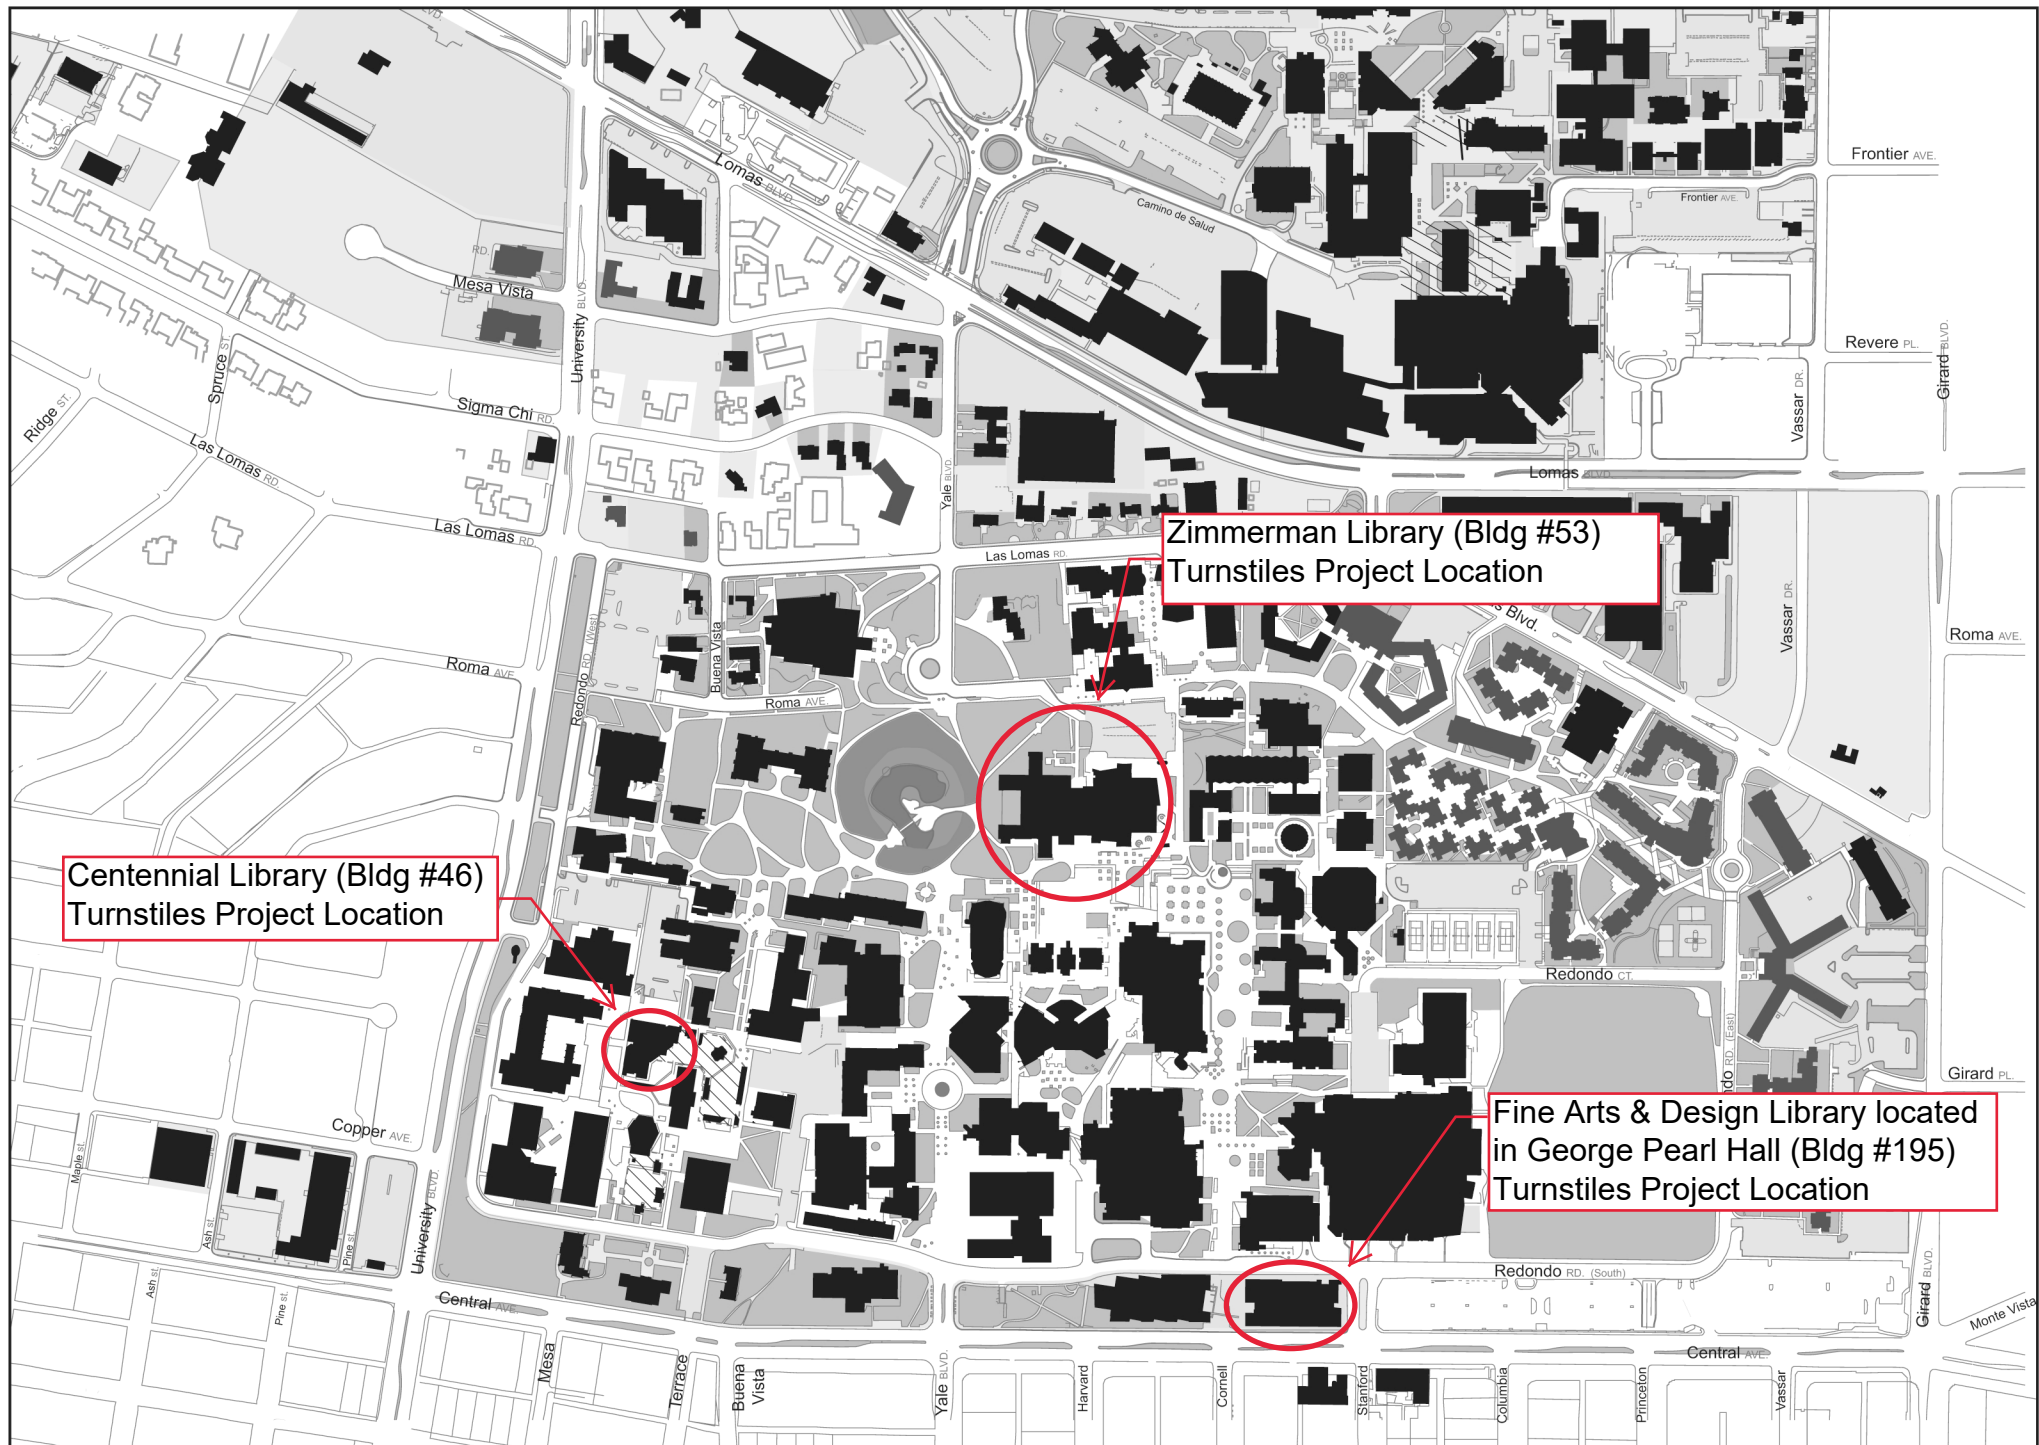 BLVD.
Lomas BLVD.
Frontier AVE.
Frontier AVE.
Camino de Salud
RD.
Mesa Vista
University BLVD.
Spruce ST.
Ridge ST.
Sigma Chi RD.
Las Lomas RD.
Las Lomas RD.
Revere PL.
Girard BLVD.
Vassar DR.
Lomas BLVD.
Yale BLVD.
Las Lomas RD.
Zimmerman Library (Bldg #53)
Turnstiles Project Location
s Blvd.
Vassar DR.
Roma AVE.
Roma AVE.
Redondo RD. (West)
Buena Vista
Roma AVE.
Centennial Library (Bldg #46)
Turnstiles Project Location
Redondo CT.
ndo RD. (East)
Girard PL.
Copper AVE.
Maple st.
Ash st.
Pine st.
University BLVD.
Fine Arts & Design Library located
in George Pearl Hall (Bldg #195)
Turnstiles Project Location
Redondo RD. (South)
Girard BLVD.
Monte Vista
Ash st.
Pine st.
Central AVE.
Central AVE.
Mesa
Terrace
Buena
Vista
Yale BLVD.
Harvard
Cornell
Stanford
Columbia
Princeton
Vassar